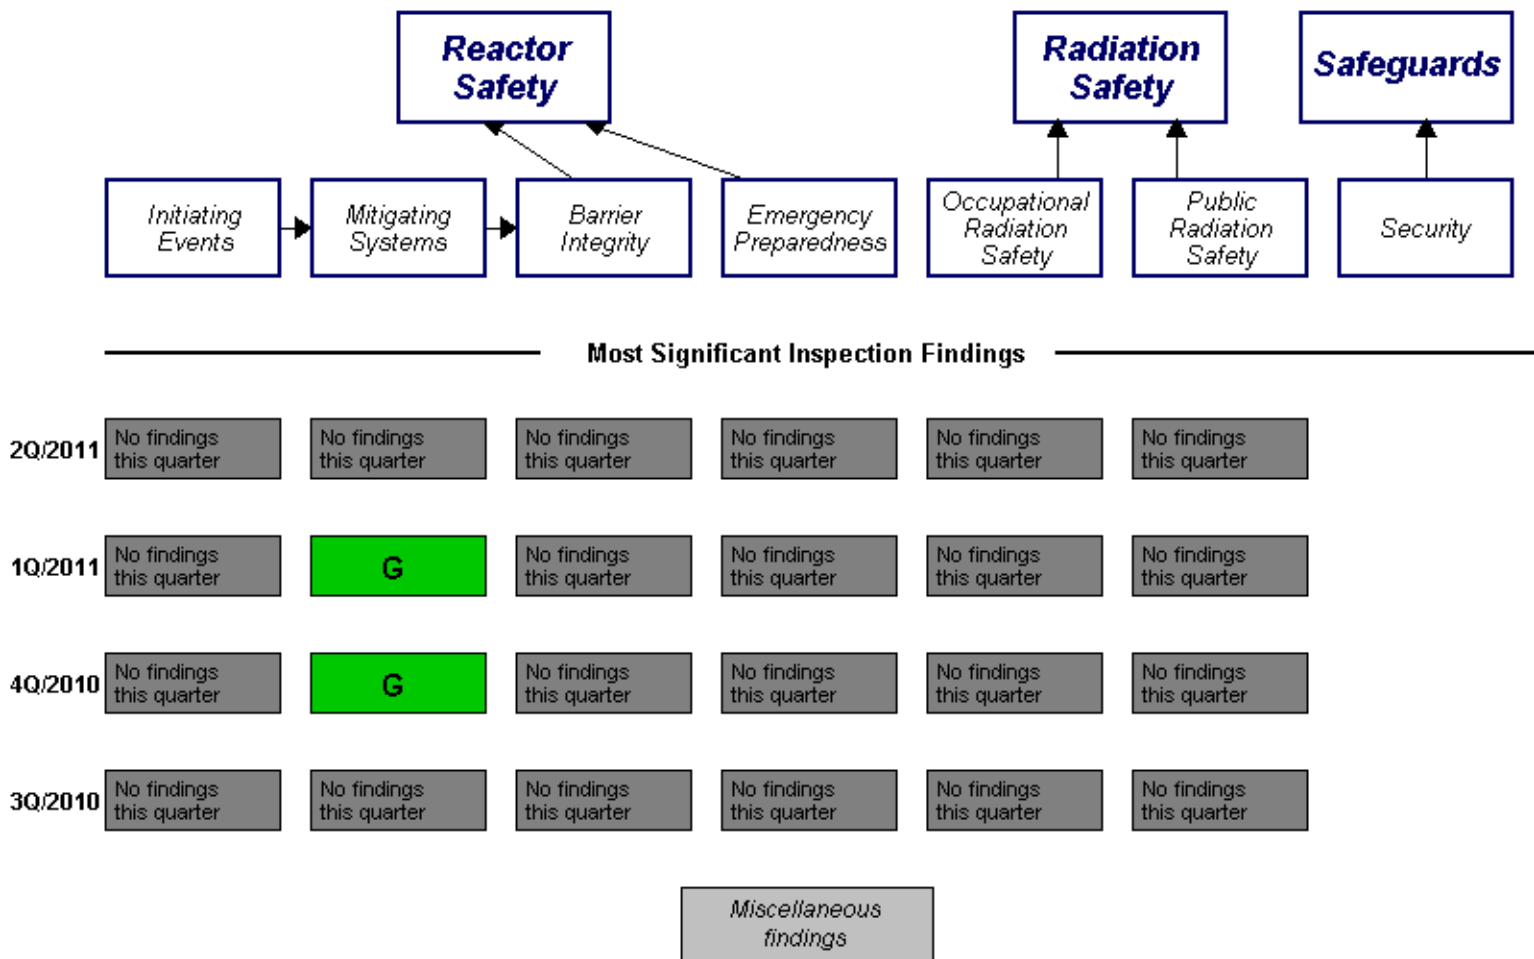 Reactor
Safety
Radiation
Safety
Safeguards
Initiating
Events
Mitigating
Systems
Barrier
Integrity
Emergency
Preparedness
Occupational
Radiation
Safety
Public
Radiation
Safety
Security
Most Significant Inspection Findings
2Q/2011
No findings
this quarter
No findings
this quarter
No findings
this quarter
No findings
this quarter
No findings
this quarter
No findings
this quarter
1Q/2011
No findings
this quarter
G
No findings
this quarter
No findings
this quarter
No findings
this quarter
No findings
this quarter
4Q/2010
No findings
this quarter
G
No findings
this quarter
No findings
this quarter
No findings
this quarter
No findings
this quarter
3Q/2010
No findings
this quarter
No findings
this quarter
No findings
this quarter
No findings
this quarter
No findings
this quarter
No findings
this quarter
Miscellaneous
findings